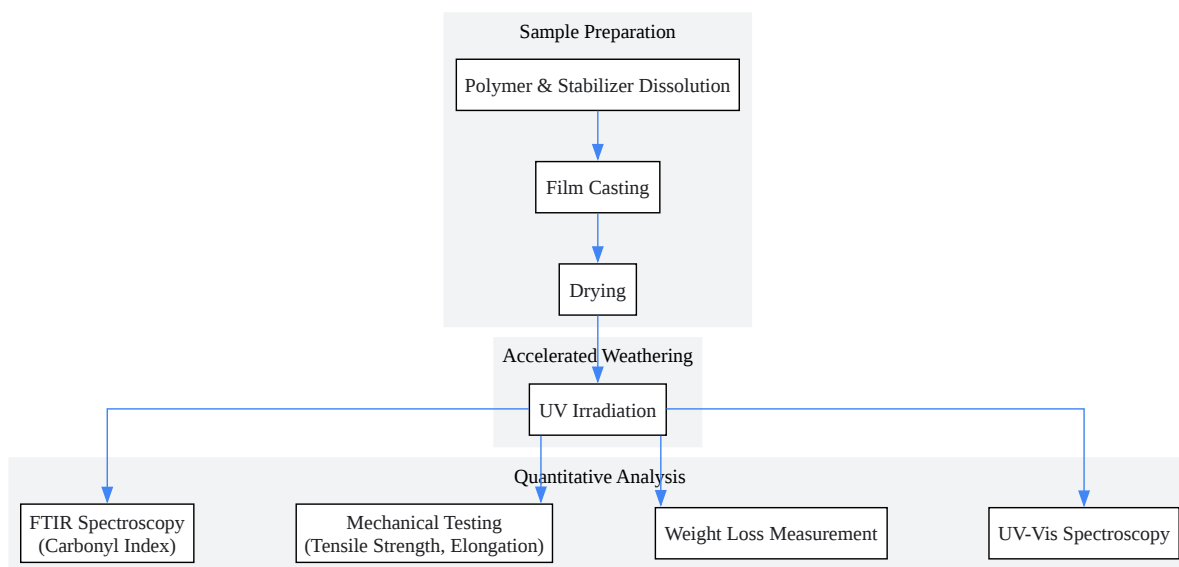 Sample Preparation
Polymer & Stabilizer Dissolution
Film Casting
Drying
Accelerated Weathering
UV Irradiation
Quantitative Analysis
FTIR Spectroscopy
(Carbonyl Index)
Mechanical Testing
(Tensile Strength, Elongation)
Weight Loss Measurement
UV-Vis Spectroscopy